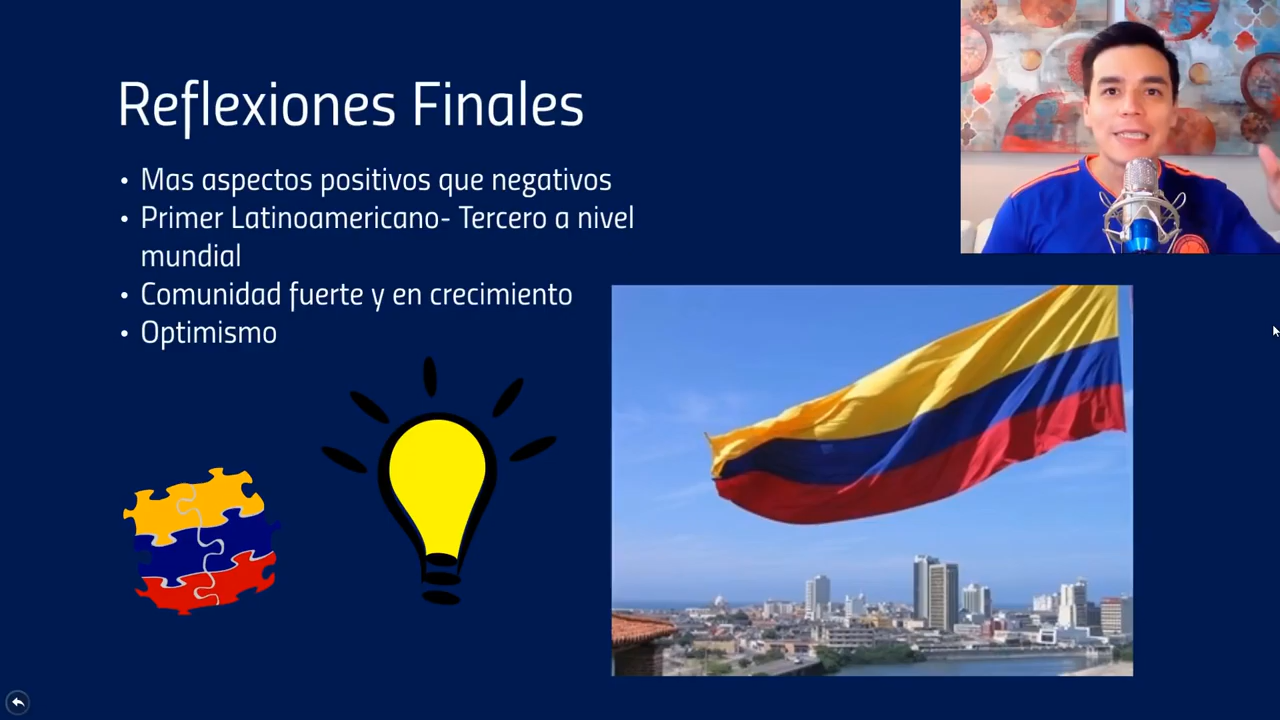 Reflexiones Finales
• Mas aspectos positivos que negativos
• Primer Latinoamericano- Tercero a nivel
mundial
• Comunidad fuerte y en crecimiento
• Optimismo